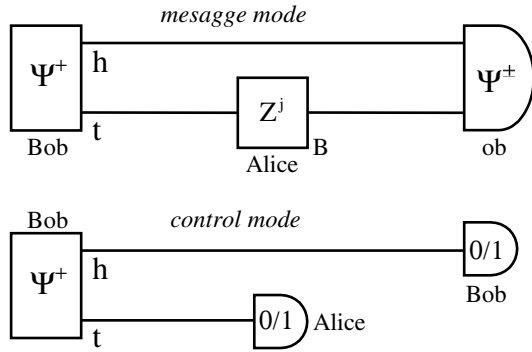 mesagge mode
Ψ⁺ h Zʲ Ψ±
Bob t Alice B ob
Bob control mode
Ψ⁺ h 0/1 Bob
t 0/1 Alice